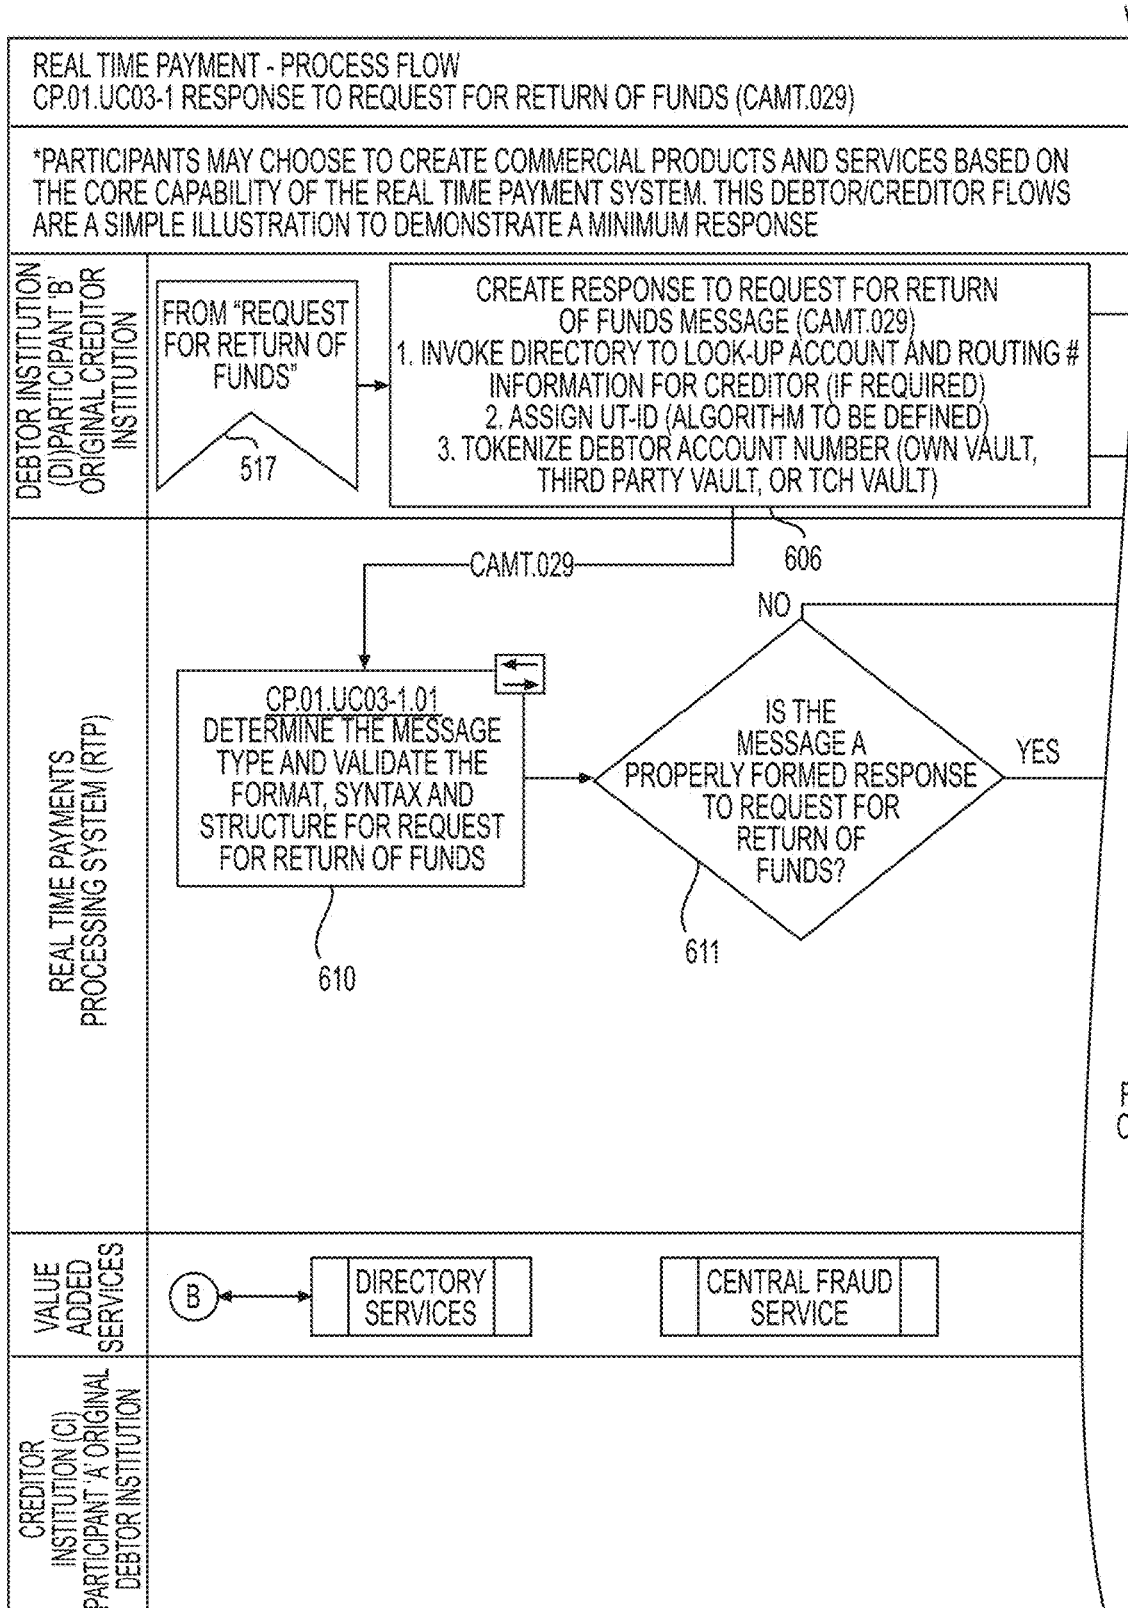 REAL TIME PAYMENT - PROCESS FLOW
CP.01.UC03-1 RESPONSE TO REQUEST FOR RETURN OF FUNDS (CAMT.029)
*PARTICIPANTS MAY CHOOSE TO CREATE COMMERCIAL PRODUCTS AND SERVICES BASED ON
THE CORE CAPABILITY OF THE REAL TIME PAYMENT SYSTEM. THIS DEBTOR/CREDITOR FLOWS
ARE A SIMPLE ILLUSTRATION TO DEMONSTRATE A MINIMUM RESPONSE
DEBTOR INSTITUTION
(DI)PARTICIPANT 'B'
ORIGINAL CREDITOR
INSTITUTION
FROM "REQUEST
FOR RETURN OF
FUNDS"
517
CREATE RESPONSE TO REQUEST FOR RETURN
OF FUNDS MESSAGE (CAMT.029)
1. INVOKE DIRECTORY TO LOOK-UP ACCOUNT AND ROUTING #
INFORMATION FOR CREDITOR (IF REQUIRED)
2. ASSIGN UT-ID (ALGORITHM TO BE DEFINED)
3. TOKENIZE DEBTOR ACCOUNT NUMBER (OWN VAULT,
THIRD PARTY VAULT, OR TCH VAULT)
606
REAL TIME PAYMENTS
PROCESSING SYSTEM (RTP)
CAMT.029
CP.01.UC03-1.01
DETERMINE THE MESSAGE
TYPE AND VALIDATE THE
FORMAT, SYNTAX AND
STRUCTURE FOR REQUEST
FOR RETURN OF FUNDS
610
NO
IS THE
MESSAGE A
PROPERLY FORMED RESPONSE
TO REQUEST FOR
RETURN OF
FUNDS?
YES
611
VALUE
ADDED
SERVICES
B
DIRECTORY
SERVICES
CENTRAL FRAUD
SERVICE
CREDITOR
INSTITUTION (CI)
PARTICIPANT 'A' ORIGINAL
DEBTOR INSTITUTION